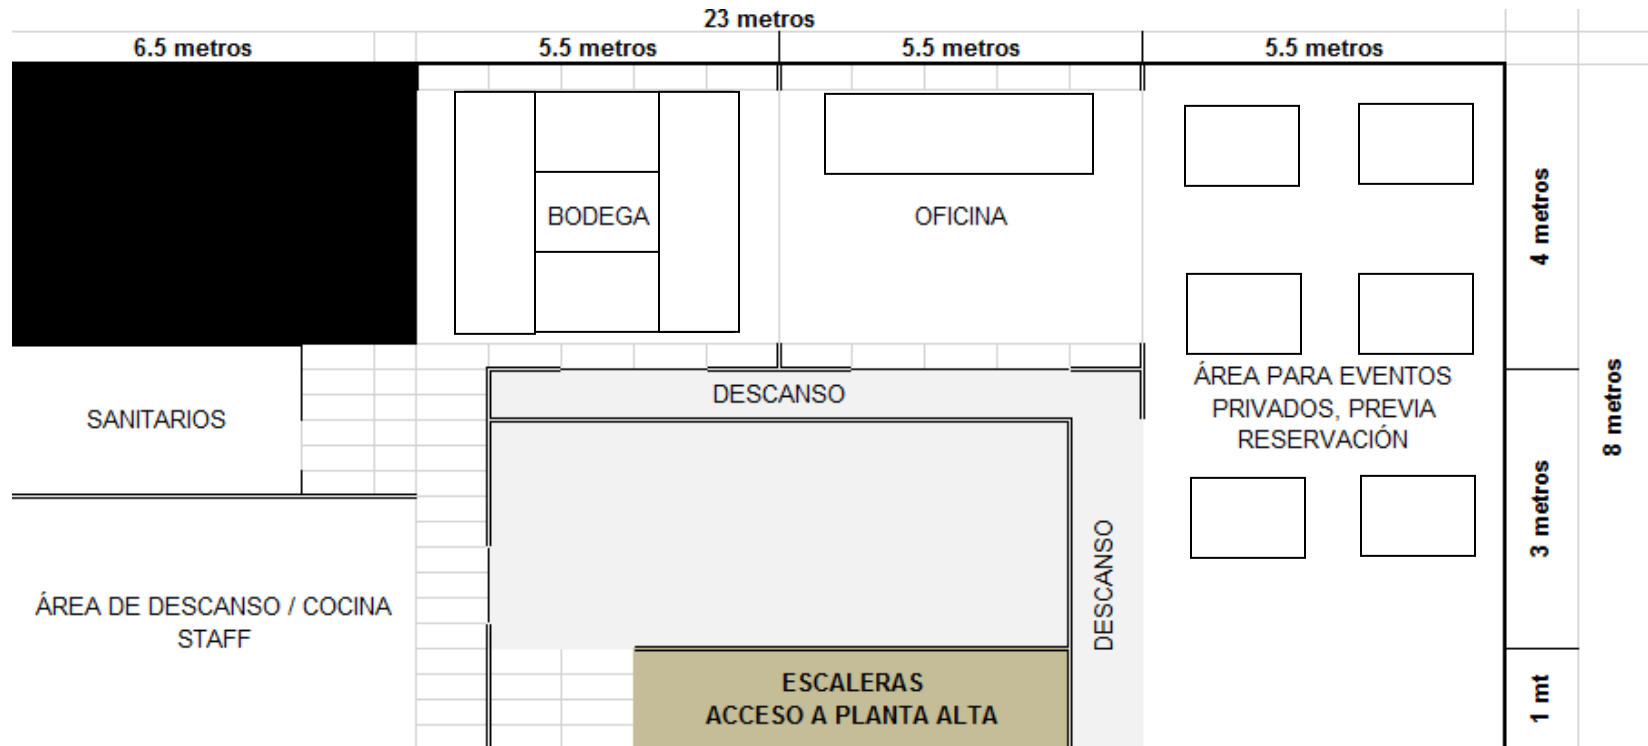 23 metros
6.5 metros
5.5 metros
5.5 metros
5.5 metros
BODEGA
OFICINA
4 metros
ÁREA PARA EVENTOS
PRIVADOS, PREVIA
RESERVACIÓN
DESCANSO
SANITARIOS
8 metros
3 metros
DESCANSO
ÁREA DE DESCANSO / COCINA
STAFF
ESCALERAS
ACCESO A PLANTA ALTA
1 mt